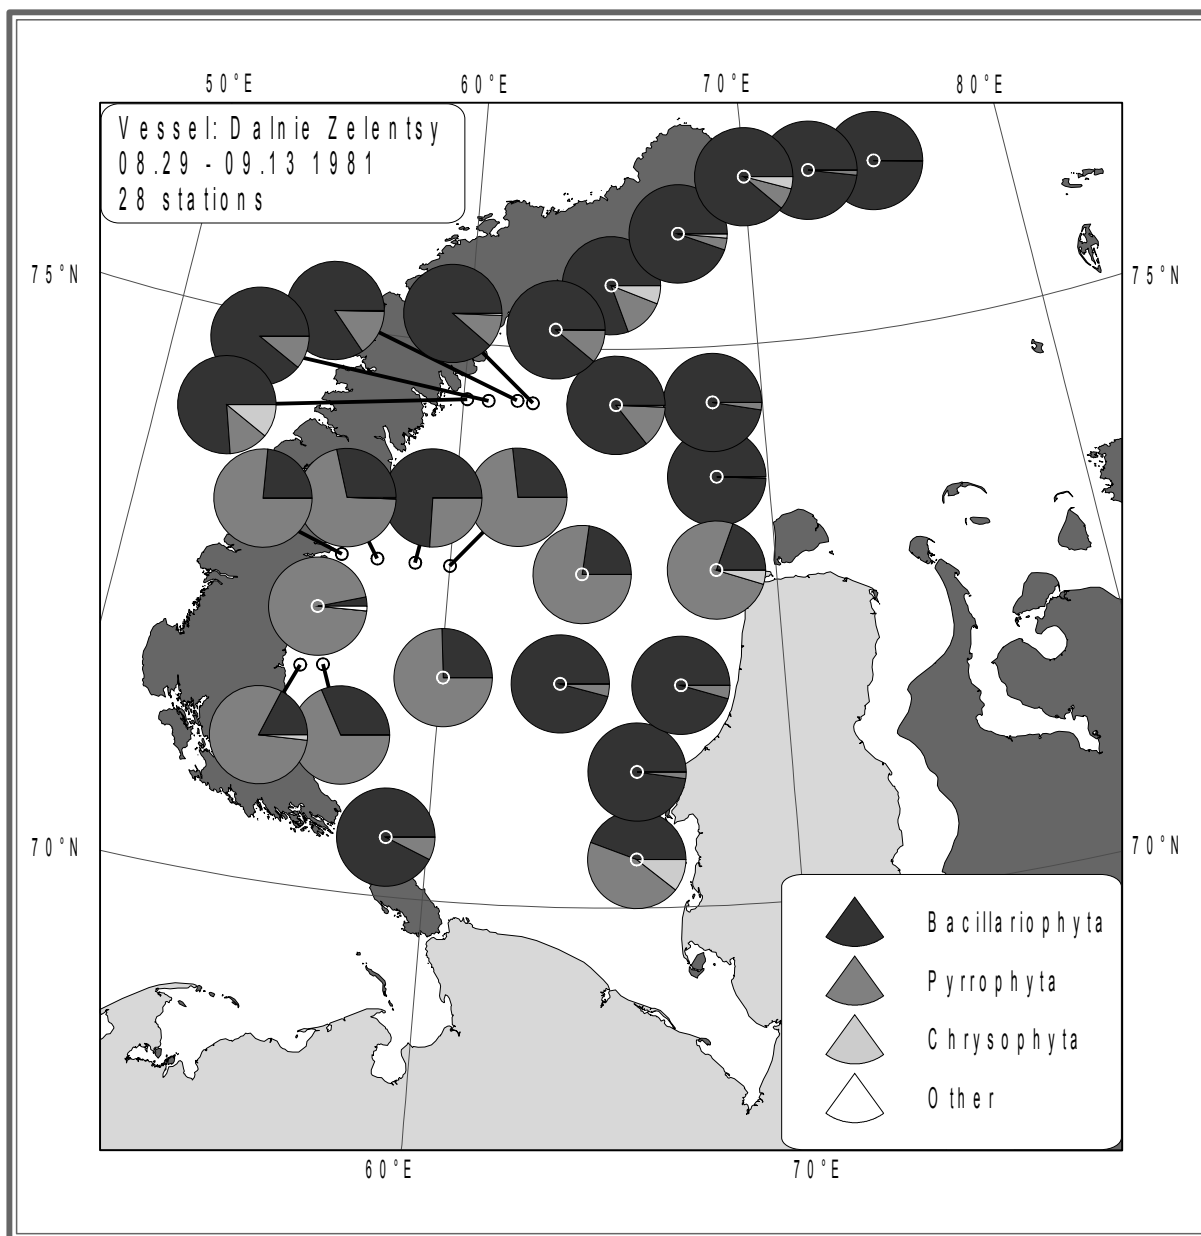 50°E 60°E 70°E 80°E
Vessel: Dalnie Zelentsy
08.29 - 09.13 1981
28 stations
75°N 75°N
70°N 70°N
Bacillariophyta
Pyrrophyta
Chrysophyta
Other
60°E 70°E